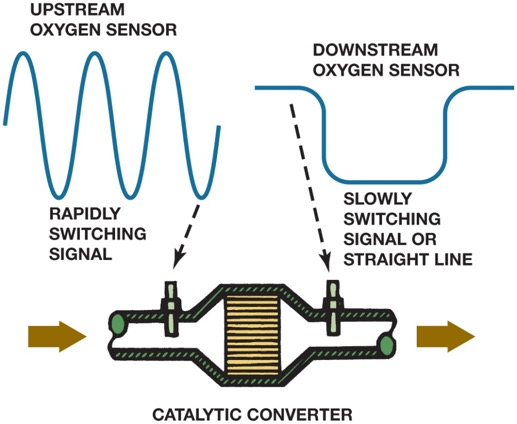 UPSTREAM
OXYGEN SENSOR
DOWNSTREAM
OXYGEN SENSOR
RAPIDLY
SWITCHING
SIGNAL
SLOWLY
SWITCHING
SIGNAL OR
STRAIGHT LINE
CATALYTIC CONVERTER